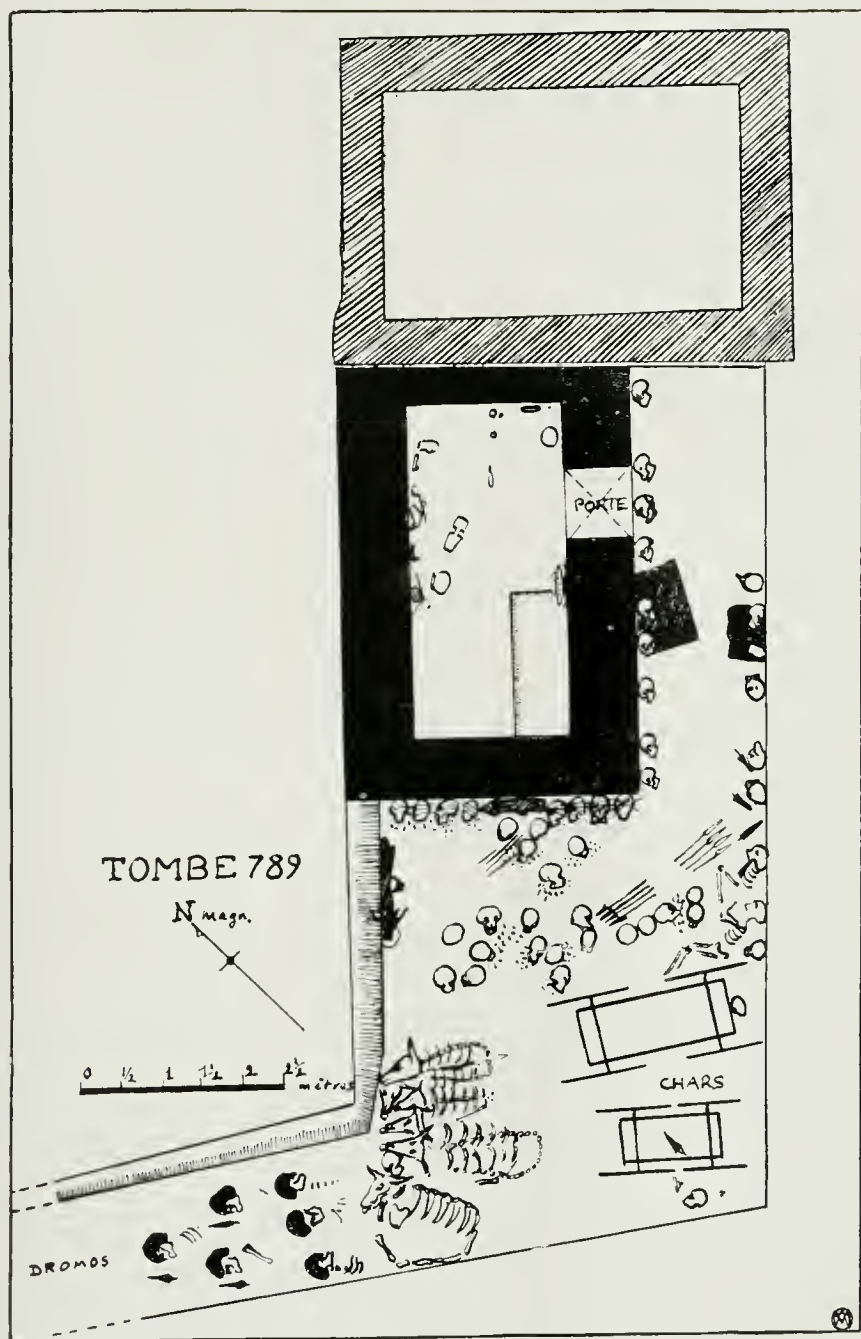 PORTE
TOMBE 789
N magn.
0 ½ 1 1½ 2 2½
mètres
CHARS
DROMOS